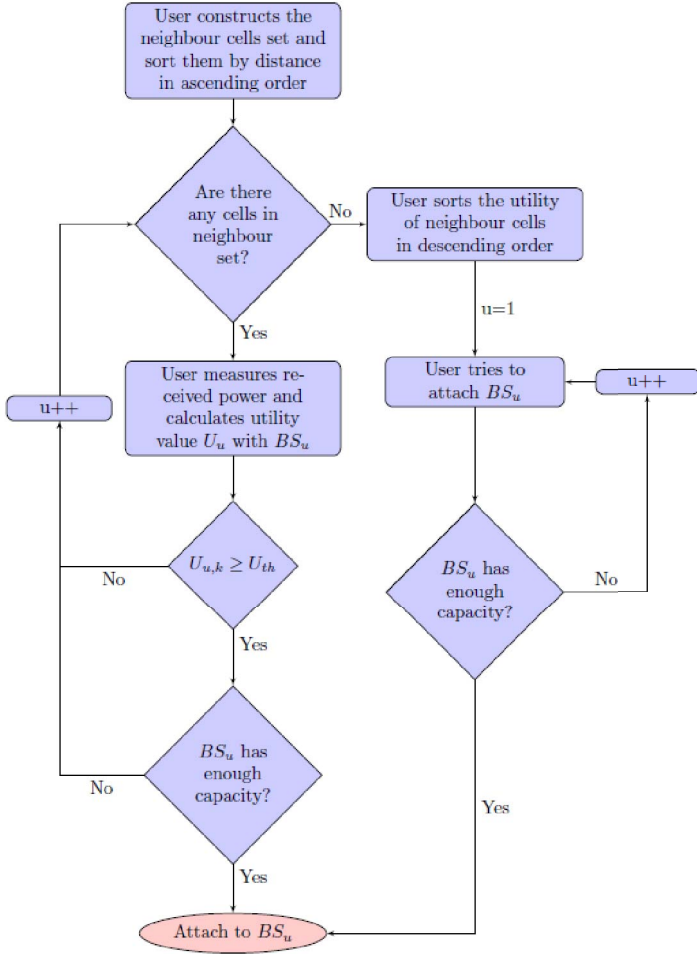 User constructs the
neighbour cells set and
sort them by distance
in ascending order
Are there
any cells in
neighbour
set?
No
User sorts the utility
of neighbour cells
in descending order
Yes
u=1
User measures re-
ceived power and
calculates utility
value U_u with BS_u
u++
User tries to
attach BS_u
u++
U_{u,k} ≥ U_{th}
No
Yes
BS_u has
enough
capacity?
No
BS_u has
enough
capacity?
No
Yes
Yes
Attach to BS_u